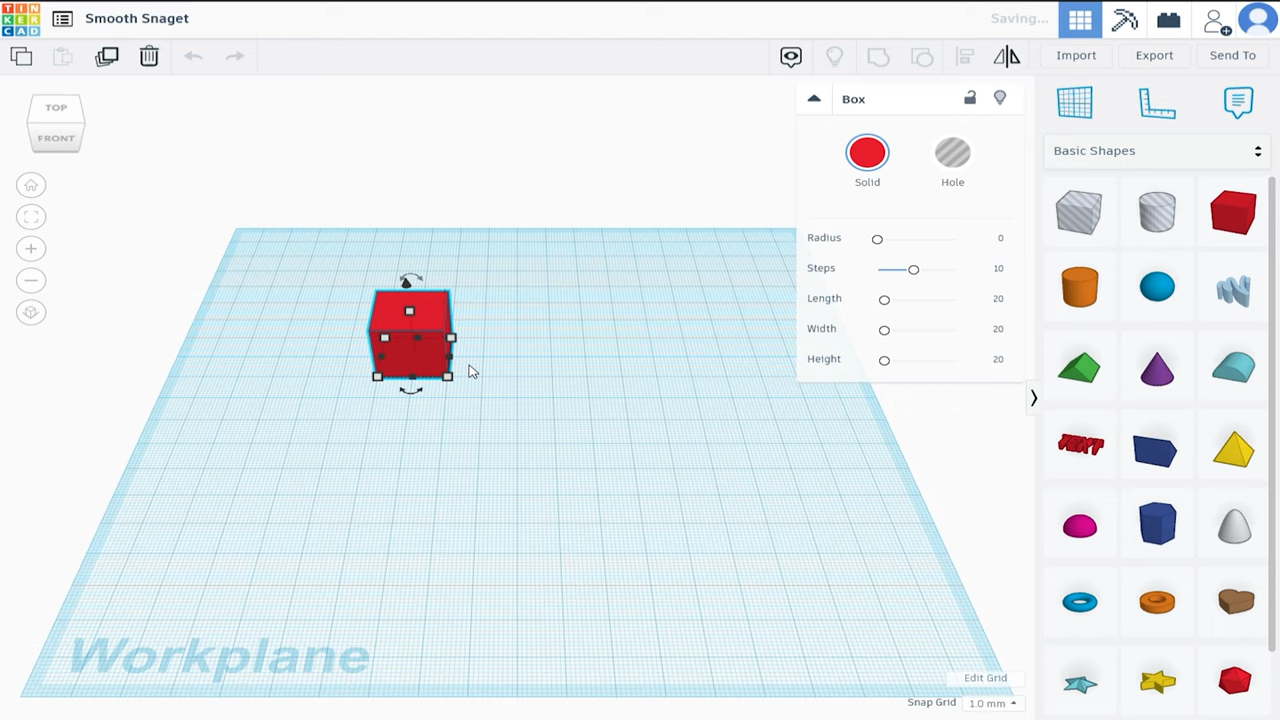 TIN
KER
CAD
Smooth Snaget
Saving...
Import
Export
Send To
TOP
FRONT
Box
Solid
Hole
Radius 0
Steps 10
Length 20
Width 20
Height 20
Basic Shapes
TEXT
Workplane
Edit Grid
Snap Grid 1.0 mm